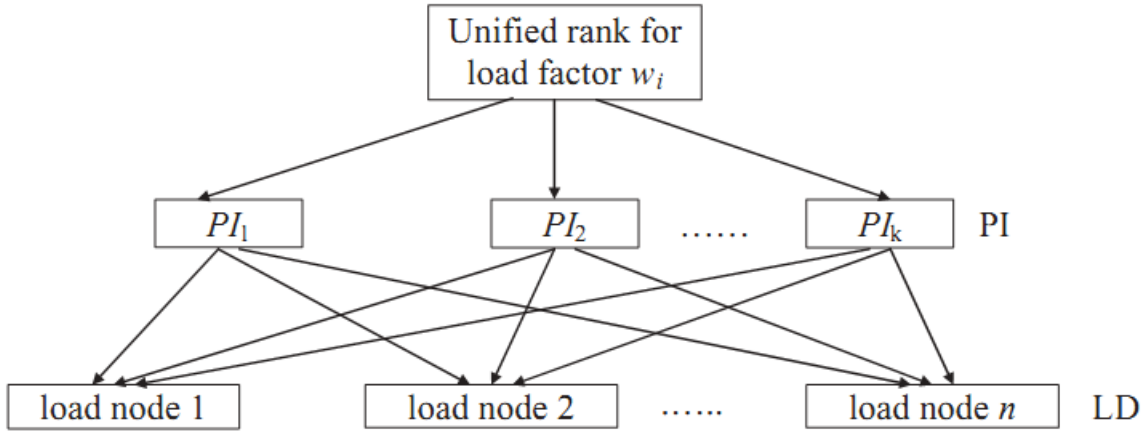 Unified rank for
load factor wᵢ
PI₁
PI₂
……
PIₖ
PI
load node 1
load node 2
……
load node n
LD